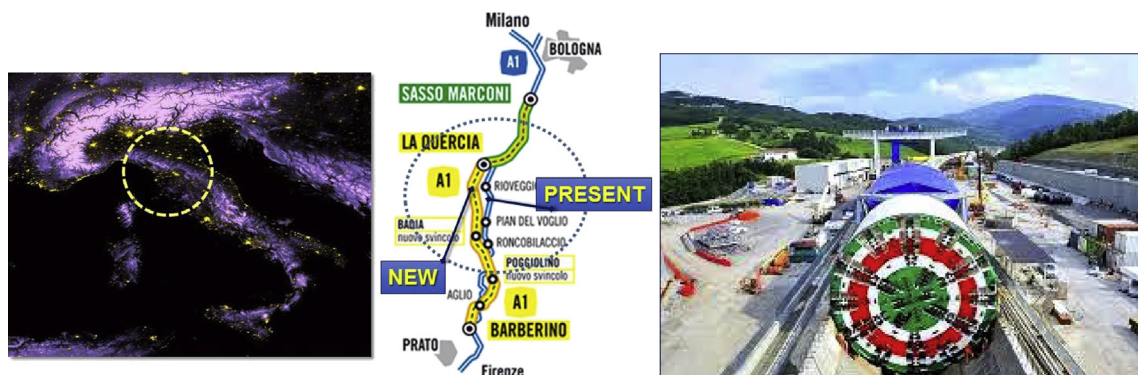 Milano
BOLOGNA
A1
SASSO MARCONI
LA QUERCIA
A1
RIOVEGGIO
PRESENT
BADIA
nuovo svincolo
PIAN DEL VOGLIO
RONCOBILACCIO
NEW
POGGIOLINO
nuovo svincolo
AGLIO
A1
BARBERINO
PRATO
Firenze